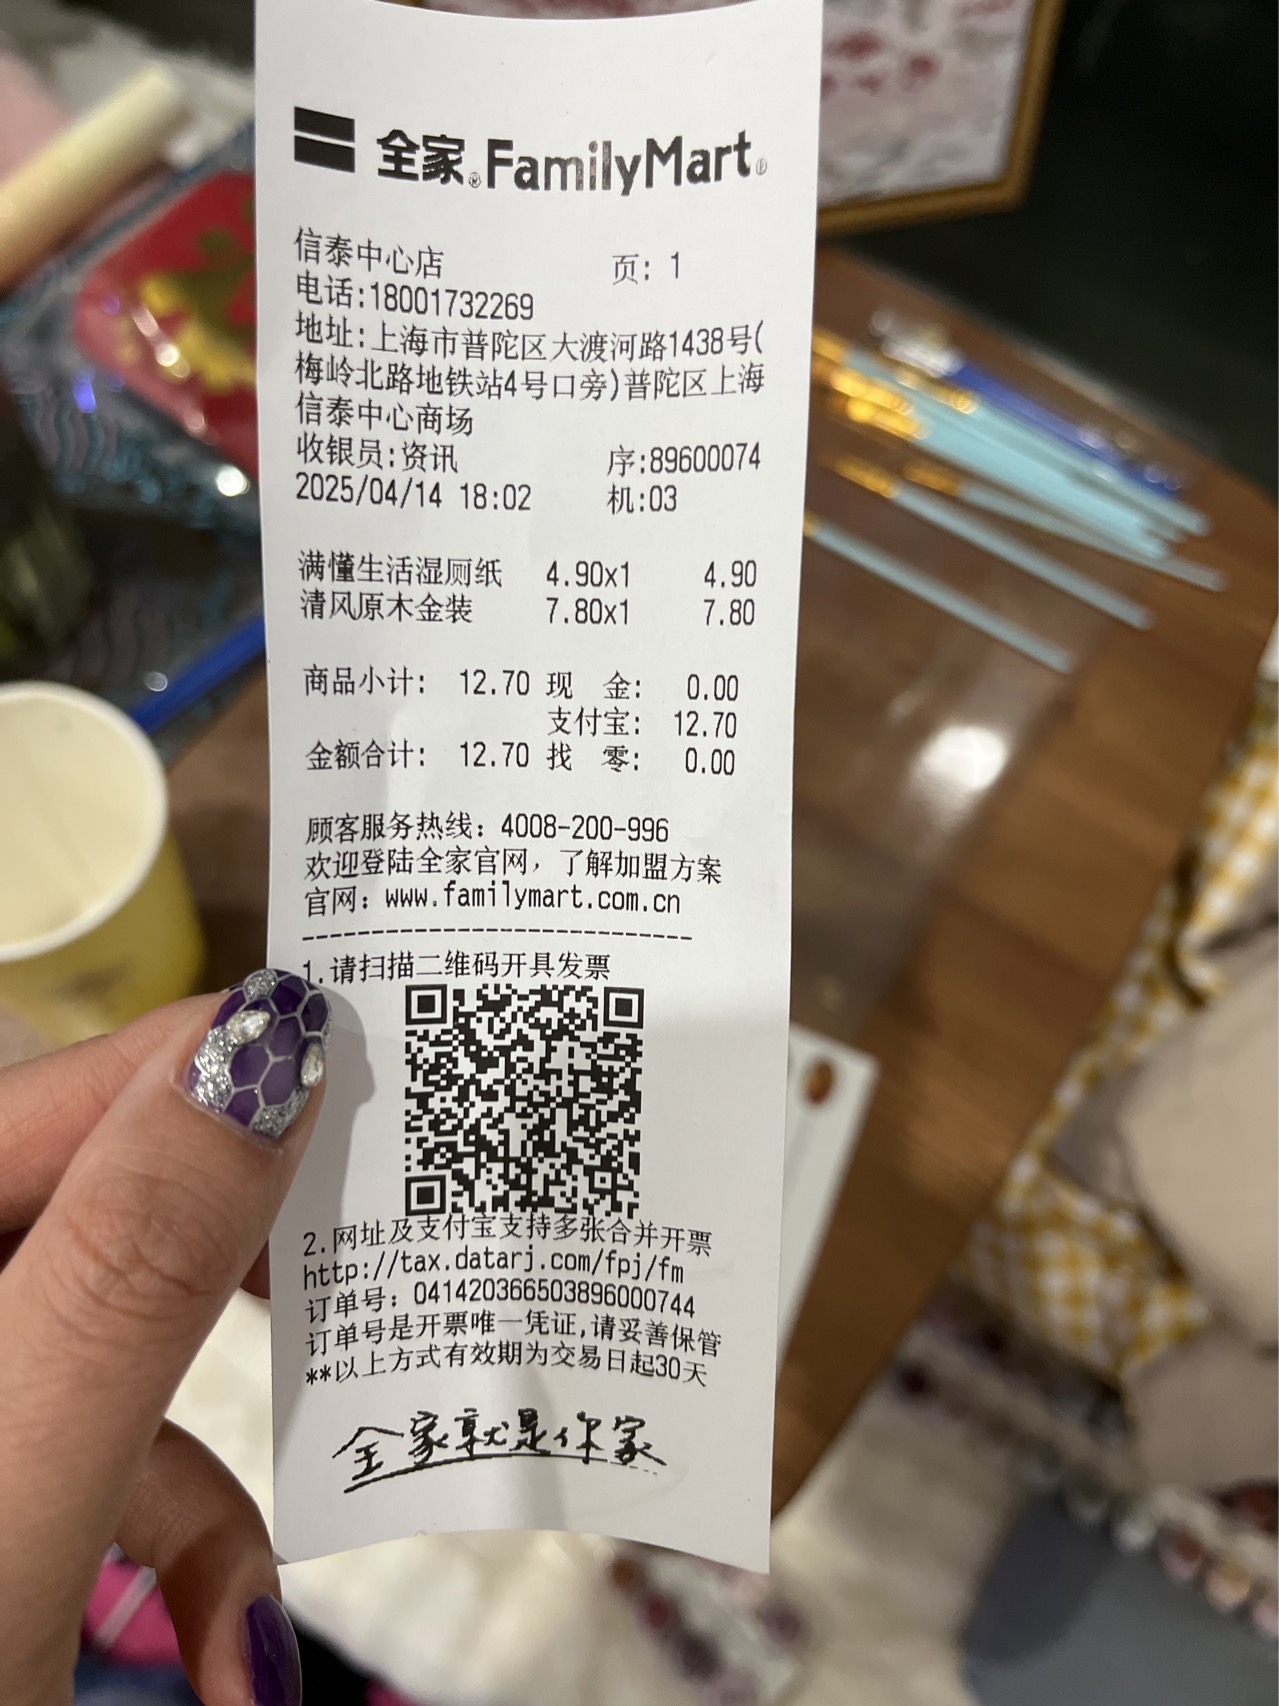 全家® FamilyMart®
信泰中心店 页: 1
电话:18001732269
地址:上海市普陀区大渡河路1438号(
梅岭北路地铁站4号口旁)普陀区上海
信泰中心商场
收银员:资讯 序:89600074
2025/04/14 18:02 机:03
满懂生活湿厕纸 4.90x1 4.90
清风原木金装 7.80x1 7.80
商品小计: 12.70 现 金: 0.00
支付宝: 12.70
金额合计: 12.70 找 零: 0.00
顾客服务热线: 4008-200-996
欢迎登陆全家官网, 了解加盟方案
官网: www.familymart.com.cn
----------------------------
1.请扫描二维码开具发票
2.网址及支付宝支持多张合并开票
http://tax.datarj.com/fpj/fm
订单号: 0414203665038960​00744
订单号是开票唯一凭证,请妥善保管
**以上方式有效期为交易日起30天
全家就是你家